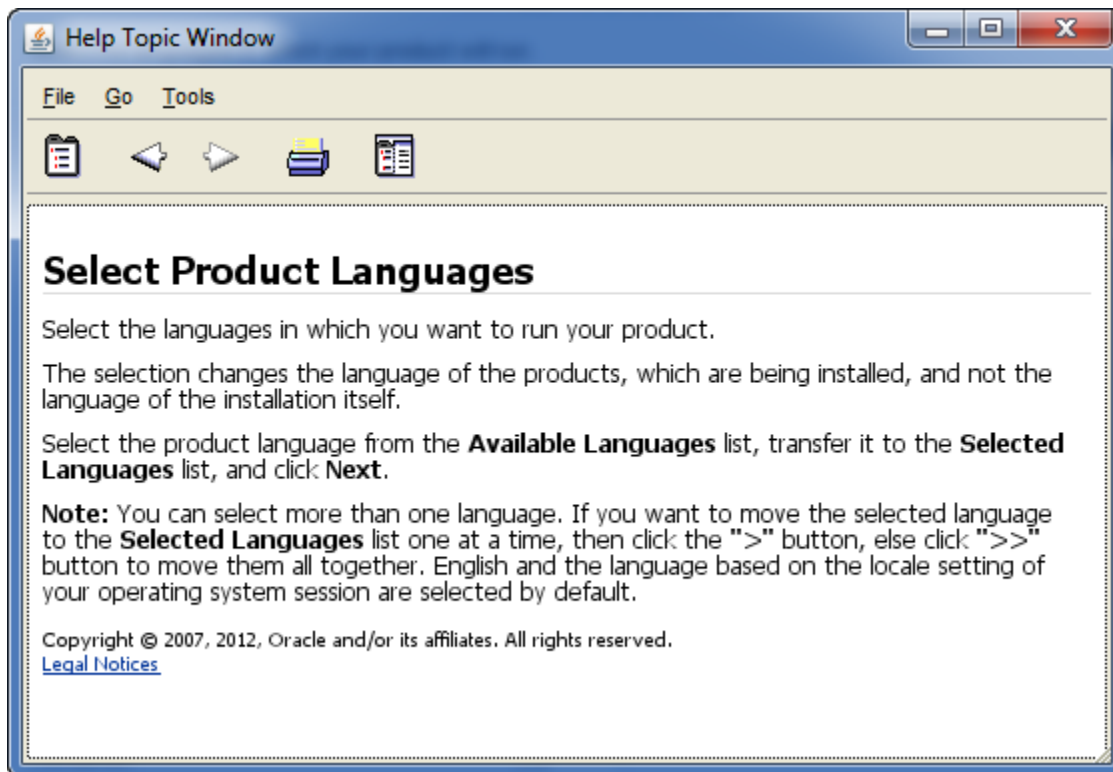 Help Topic Window
File Go Tools
Select Product Languages
Select the languages in which you want to run your product.
The selection changes the language of the products, which are being installed, and not the
language of the installation itself.
Select the product language from the Available Languages list, transfer it to the Selected
Languages list, and click Next.
Note: You can select more than one language. If you want to move the selected language
to the Selected Languages list one at a time, then click the ">" button, else click ">>"
button to move them all together. English and the language based on the locale setting of
your operating system session are selected by default.
Copyright © 2007, 2012, Oracle and/or its affiliates. All rights reserved.
Legal Notices